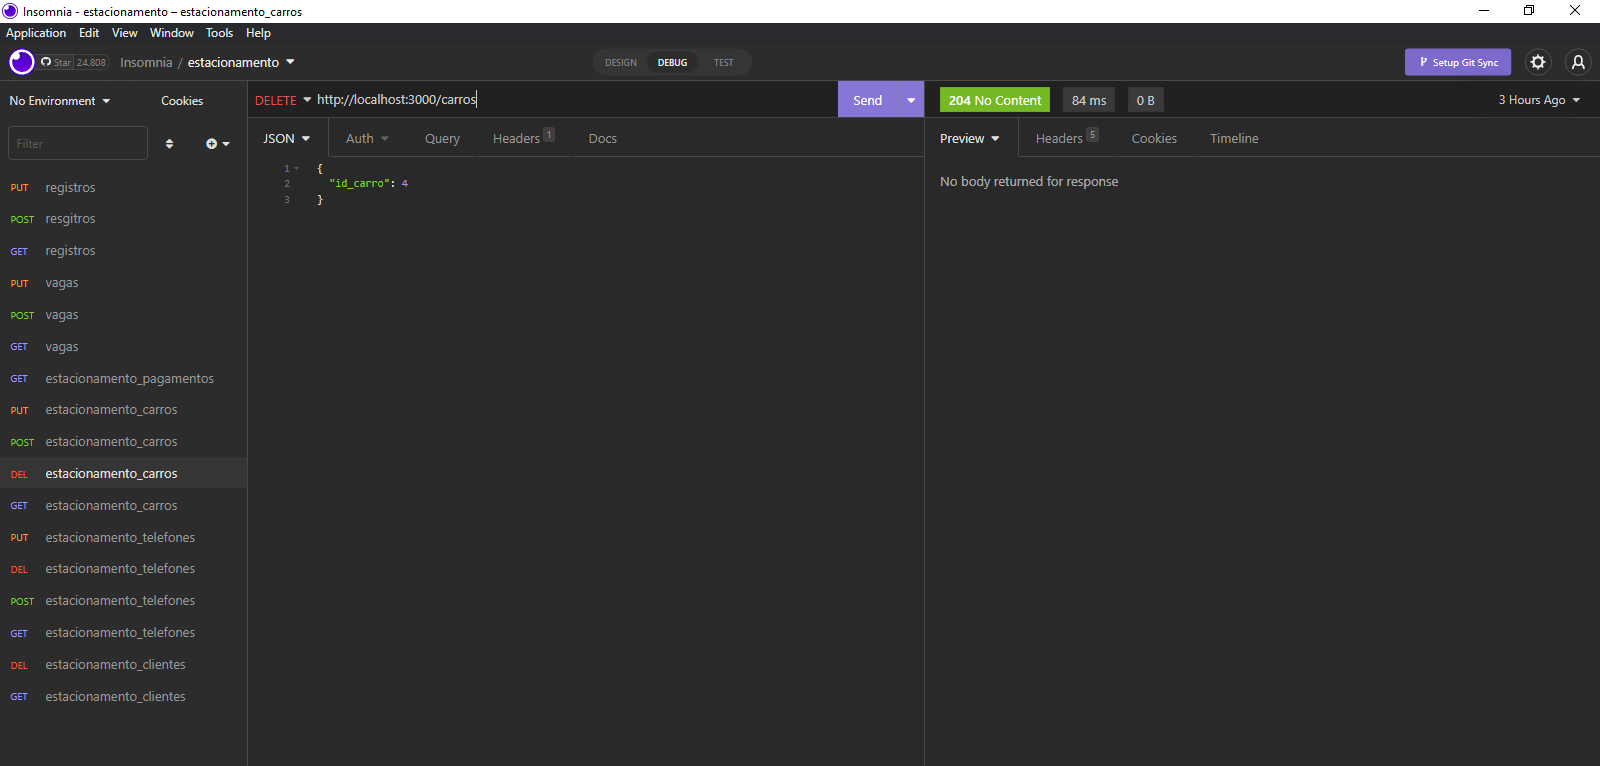 Insomnia - estacionamento – estacionamento_carros
Application Edit View Window Tools Help
Star 24.808 Insomnia / estacionamento DESIGN DEBUG TEST Setup Git Sync
No Environment Cookies
Filter
PUT registros
POST resgitros
GET registros
PUT vagas
POST vagas
GET vagas
GET estacionamento_pagamentos
PUT estacionamento_carros
POST estacionamento_carros
DEL estacionamento_carros
GET estacionamento_carros
PUT estacionamento_telefones
DEL estacionamento_telefones
POST estacionamento_telefones
GET estacionamento_telefones
DEL estacionamento_clientes
GET estacionamento_clientes
DELETE http://localhost:3000/carros Send
JSON Auth Query Headers 1 Docs
1 {
2 "id_carro": 4
3 }
204 No Content 84 ms 0 B 3 Hours Ago
Preview Headers 5 Cookies Timeline
No body returned for response